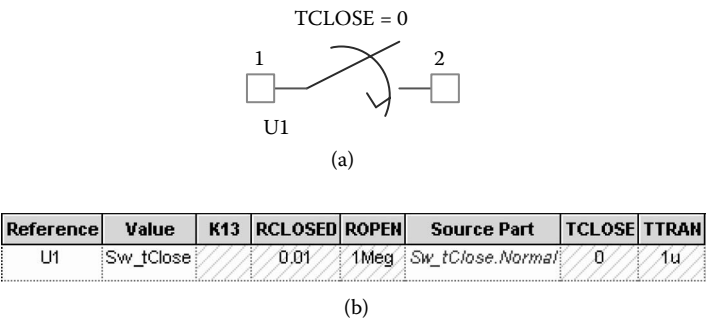 TCLOSE = 0
1 2
U1
(a)
Reference Value K13 RCLOSED ROPEN Source Part TCLOSE TTRAN
U1 Sw_tClose 0.01 1Meg Sw_tClose.Normal 0 1u
(b)